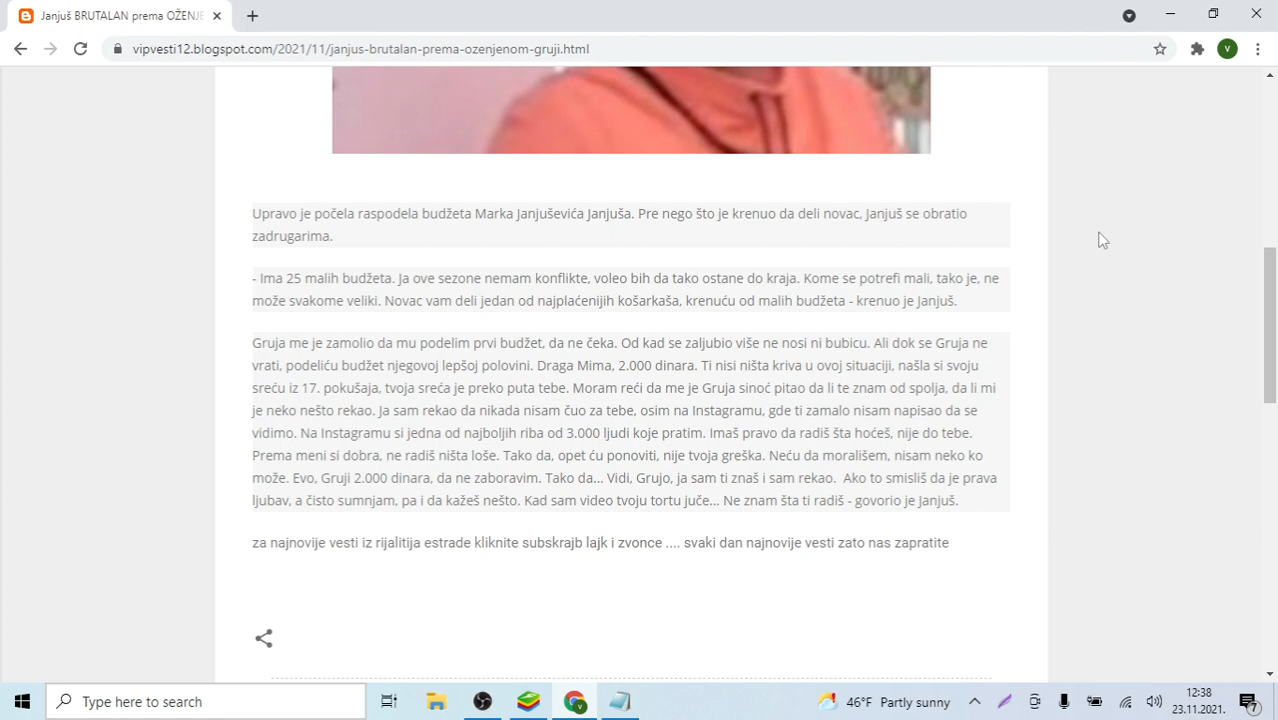 Janjuš BRUTALAN prema OŽENJE
vipvesti12.blogspot.com/2021/11/janjus-brutalan-prema-ozenjenom-gruji.html
V
Upravo je počela raspodela budžeta Marka Janjuševića Janjuša. Pre nego što je krenuo da deli novac, Janjuš se obratio
zadrugarima.
- Ima 25 malih budžeta. Ja ove sezone nemam konflikte, voleo bih da tako ostane do kraja. Kome se potrefi mali, tako je, ne
može svakome veliki. Novac vam deli jedan od najplaćenijih košarkaša, krenuću od malih budžeta - krenuo je Janjuš.
Gruja me je zamolio da mu podelim prvi budžet, da ne čeka. Od kad se zaljubio više ne nosi ni bubicu. Ali dok se Gruja ne
vrati, podeliću budžet njegovoj lepšoj polovini. Draga Mima, 2.000 dinara. Ti nisi ništa kriva u ovoj situaciji, našla si svoju
sreću iz 17. pokušaja, tvoja sreća je preko puta tebe. Moram reći da me je Gruja sinoć pitao da li te znam od spolja, da li mi
je neko nešto rekao. Ja sam rekao da nikada nisam čuo za tebe, osim na Instagramu, gde ti zamalo nisam napisao da se
vidimo. Na Instagramu si jedna od najboljih riba od 3.000 ljudi koje pratim. Imaš pravo da radiš šta hoćeš, nije do tebe.
Prema meni si dobra, ne radiš ništa loše. Tako da, opet ću ponoviti, nije tvoja greška. Neću da morališem, nisam neko ko
može. Evo, Gruji 2.000 dinara, da ne zaboravim. Tako da... Vidi, Grujo, ja sam ti znaš i sam rekao.  Ako to smisliš da je prava
ljubav, a čisto sumnjam, pa i da kažeš nešto. Kad sam video tvoju tortu juče... Ne znam šta ti radiš - govorio je Janjuš.
za najnovije vesti iz rijalitija estrade kliknite subskrajb lajk i zvonce .... svaki dan najnovije vesti zato nas zapratite
Type here to search
V
46°F Partly sunny
12:38
23.11.2021.
7